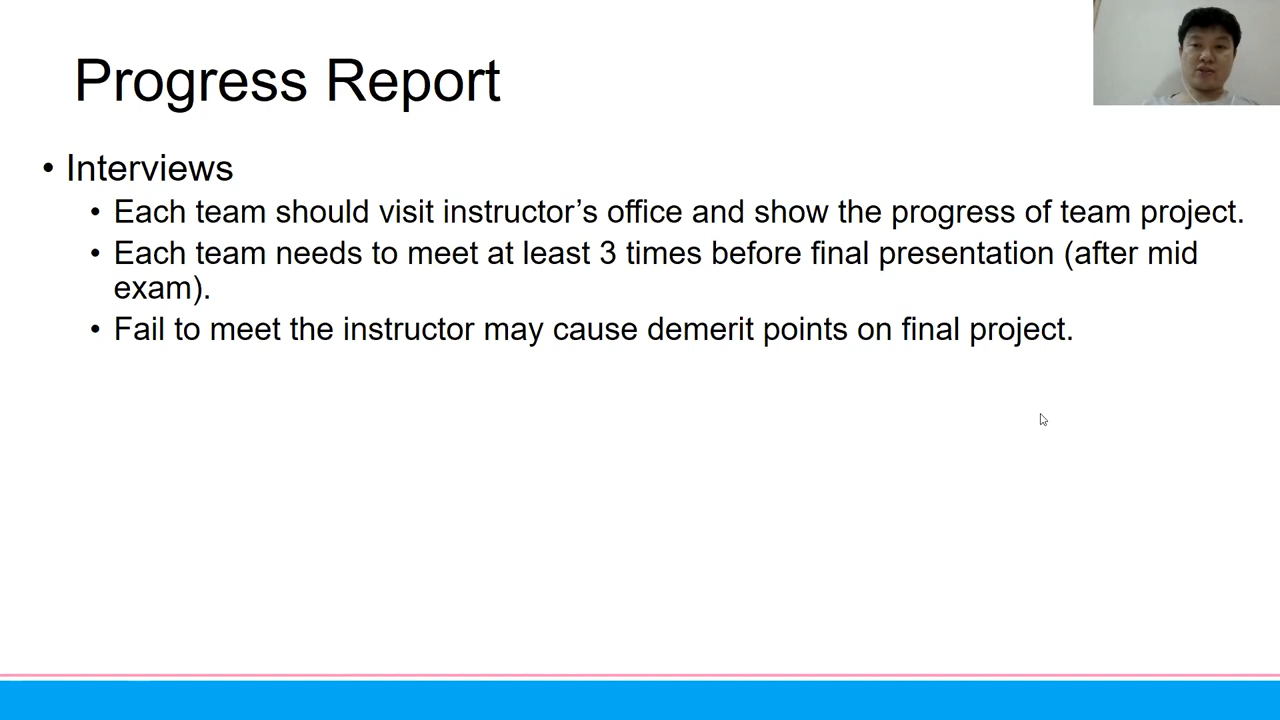 Progress Report
• Interviews
• Each team should visit instructor’s office and show the progress of team project.
• Each team needs to meet at least 3 times before final presentation (after mid
exam).
• Fail to meet the instructor may cause demerit points on final project.